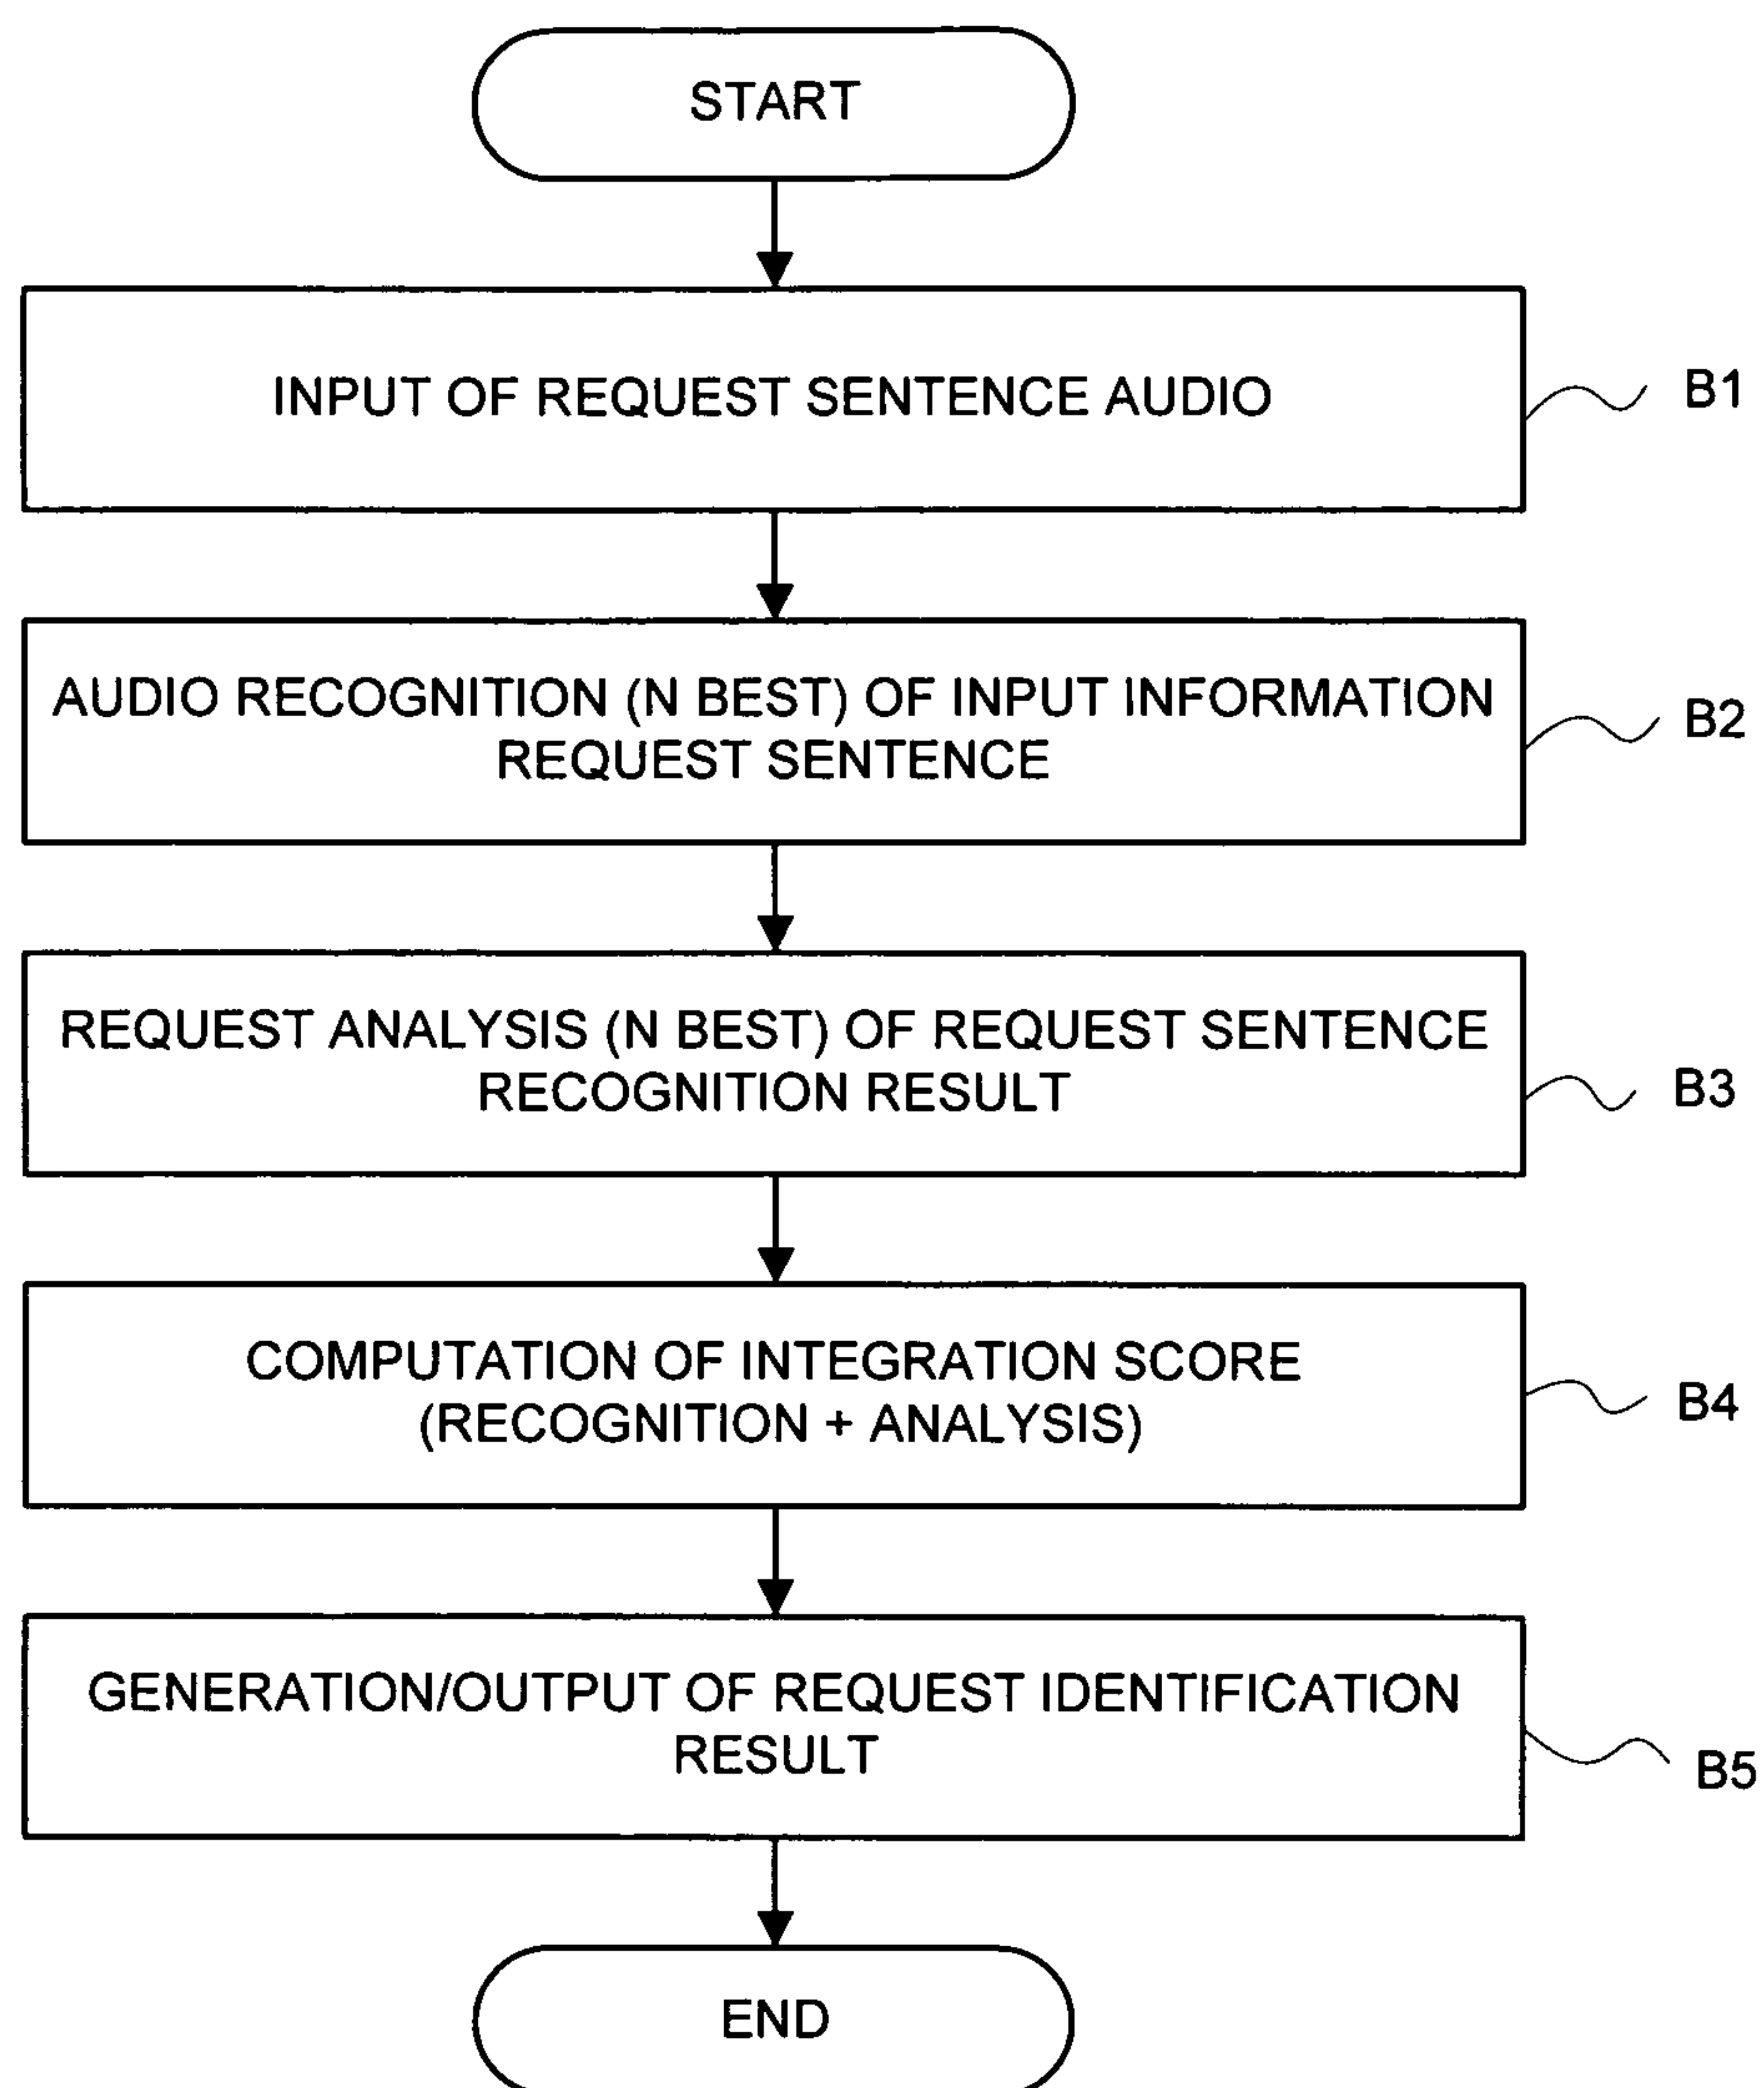 START
INPUT OF REQUEST SENTENCE AUDIO
B1
AUDIO RECOGNITION (N BEST) OF INPUT INFORMATION
REQUEST SENTENCE
B2
REQUEST ANALYSIS (N BEST) OF REQUEST SENTENCE
RECOGNITION RESULT
B3
COMPUTATION OF INTEGRATION SCORE
(RECOGNITION + ANALYSIS)
B4
GENERATION/OUTPUT OF REQUEST IDENTIFICATION
RESULT
B5
END